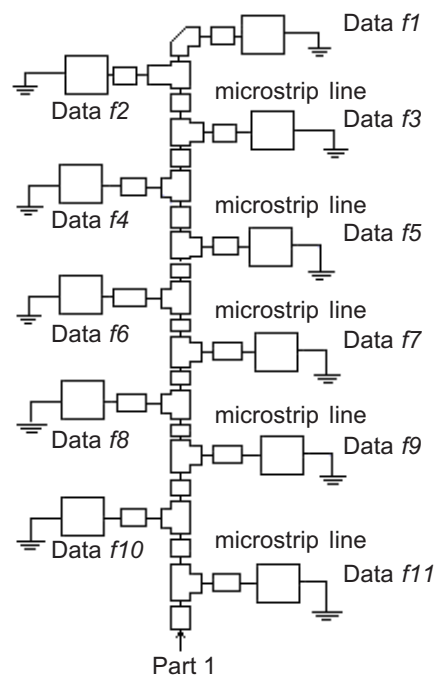 Data f1
microstrip line
Data f2
Data f3
microstrip line
Data f4
Data f5
microstrip line
Data f6
Data f7
microstrip line
Data f8
Data f9
microstrip line
Data f10
Data f11
Part 1